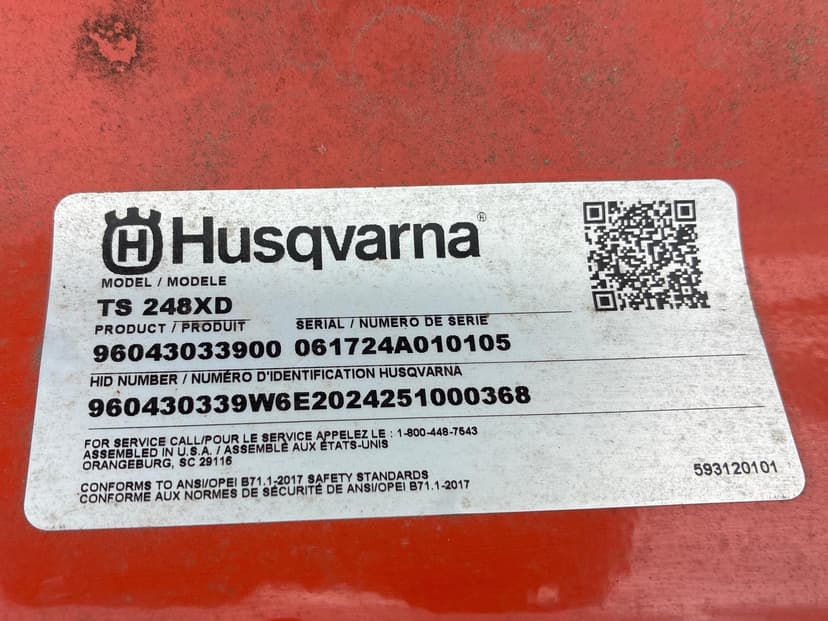 Husqvarna®
MODEL / MODELE
TS 248XD
PRODUCT / PRODUIT SERIAL / NUMERO DE SERIE
96043033900 061724A010105
HID NUMBER / NUMÉRO D'IDENTIFICATION HUSQVARNA
960430339W6E2024251000368
FOR SERVICE CALL/POUR LE SERVICE APPELEZ LE : 1-800-448-7543
ASSEMBLED IN U.S.A. / ASSEMBLÉ AUX ÉTATS-UNIS
ORANGEBURG, SC 29116
593120101
CONFORMS TO ANSI/OPEI B71.1-2017 SAFETY STANDARDS
CONFORME AUX NORMES DE SÉCURITÉ DE ANSI/OPEI B71.1-2017